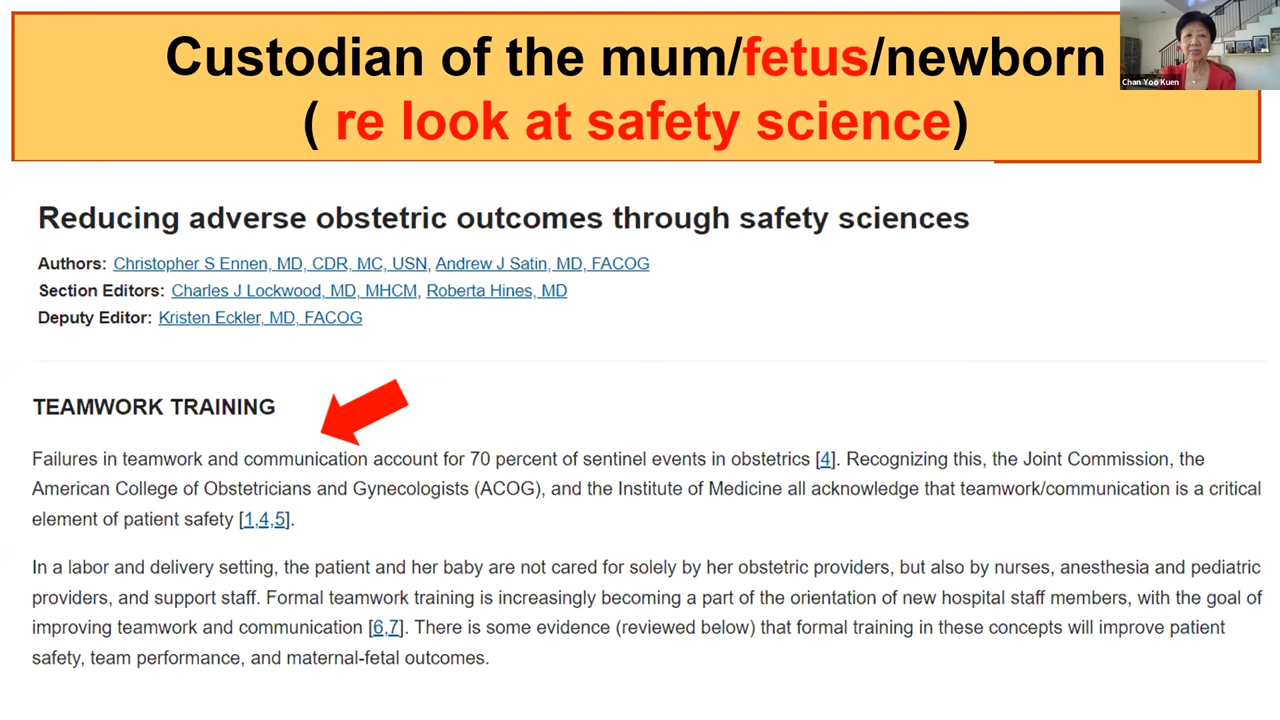 Custodian of the mum/fetus/newborn
( re look at safety science)
Chan Yoo Kuen
Reducing adverse obstetric outcomes through safety sciences
Authors: Christopher S Ennen, MD, CDR, MC, USN, Andrew J Satin, MD, FACOG
Section Editors: Charles J Lockwood, MD, MHCM, Roberta Hines, MD
Deputy Editor: Kristen Eckler, MD, FACOG
TEAMWORK TRAINING
Failures in teamwork and communication account for 70 percent of sentinel events in obstetrics [4]. Recognizing this, the Joint Commission, the
American College of Obstetricians and Gynecologists (ACOG), and the Institute of Medicine all acknowledge that teamwork/communication is a critical
element of patient safety [1,4,5].
In a labor and delivery setting, the patient and her baby are not cared for solely by her obstetric providers, but also by nurses, anesthesia and pediatric
providers, and support staff. Formal teamwork training is increasingly becoming a part of the orientation of new hospital staff members, with the goal of
improving teamwork and communication [6,7]. There is some evidence (reviewed below) that formal training in these concepts will improve patient
safety, team performance, and maternal-fetal outcomes.